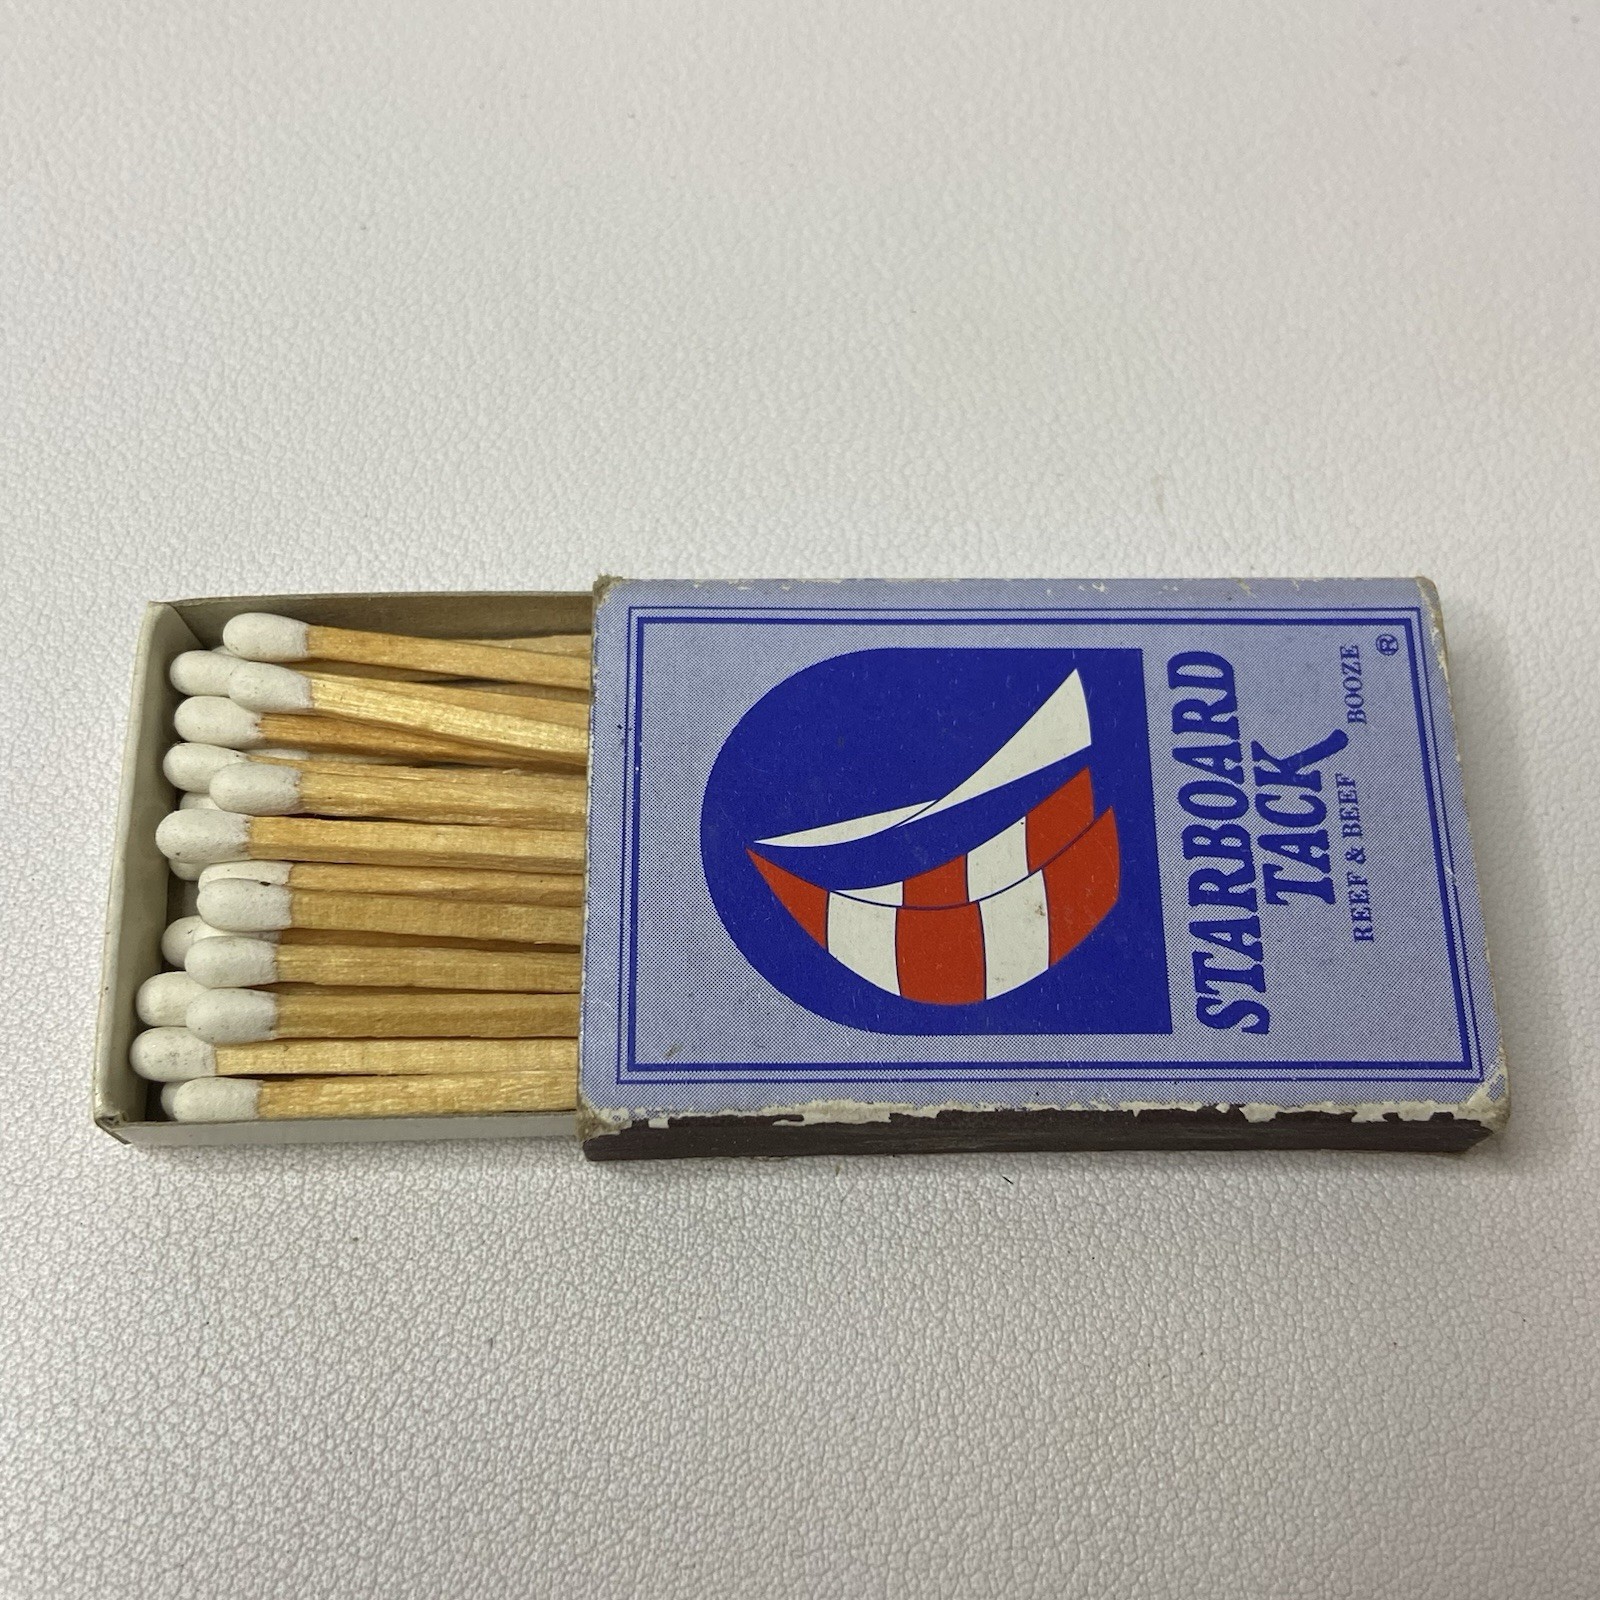 STARBOARD
TACK
REEF & BEEF BOOZE
®